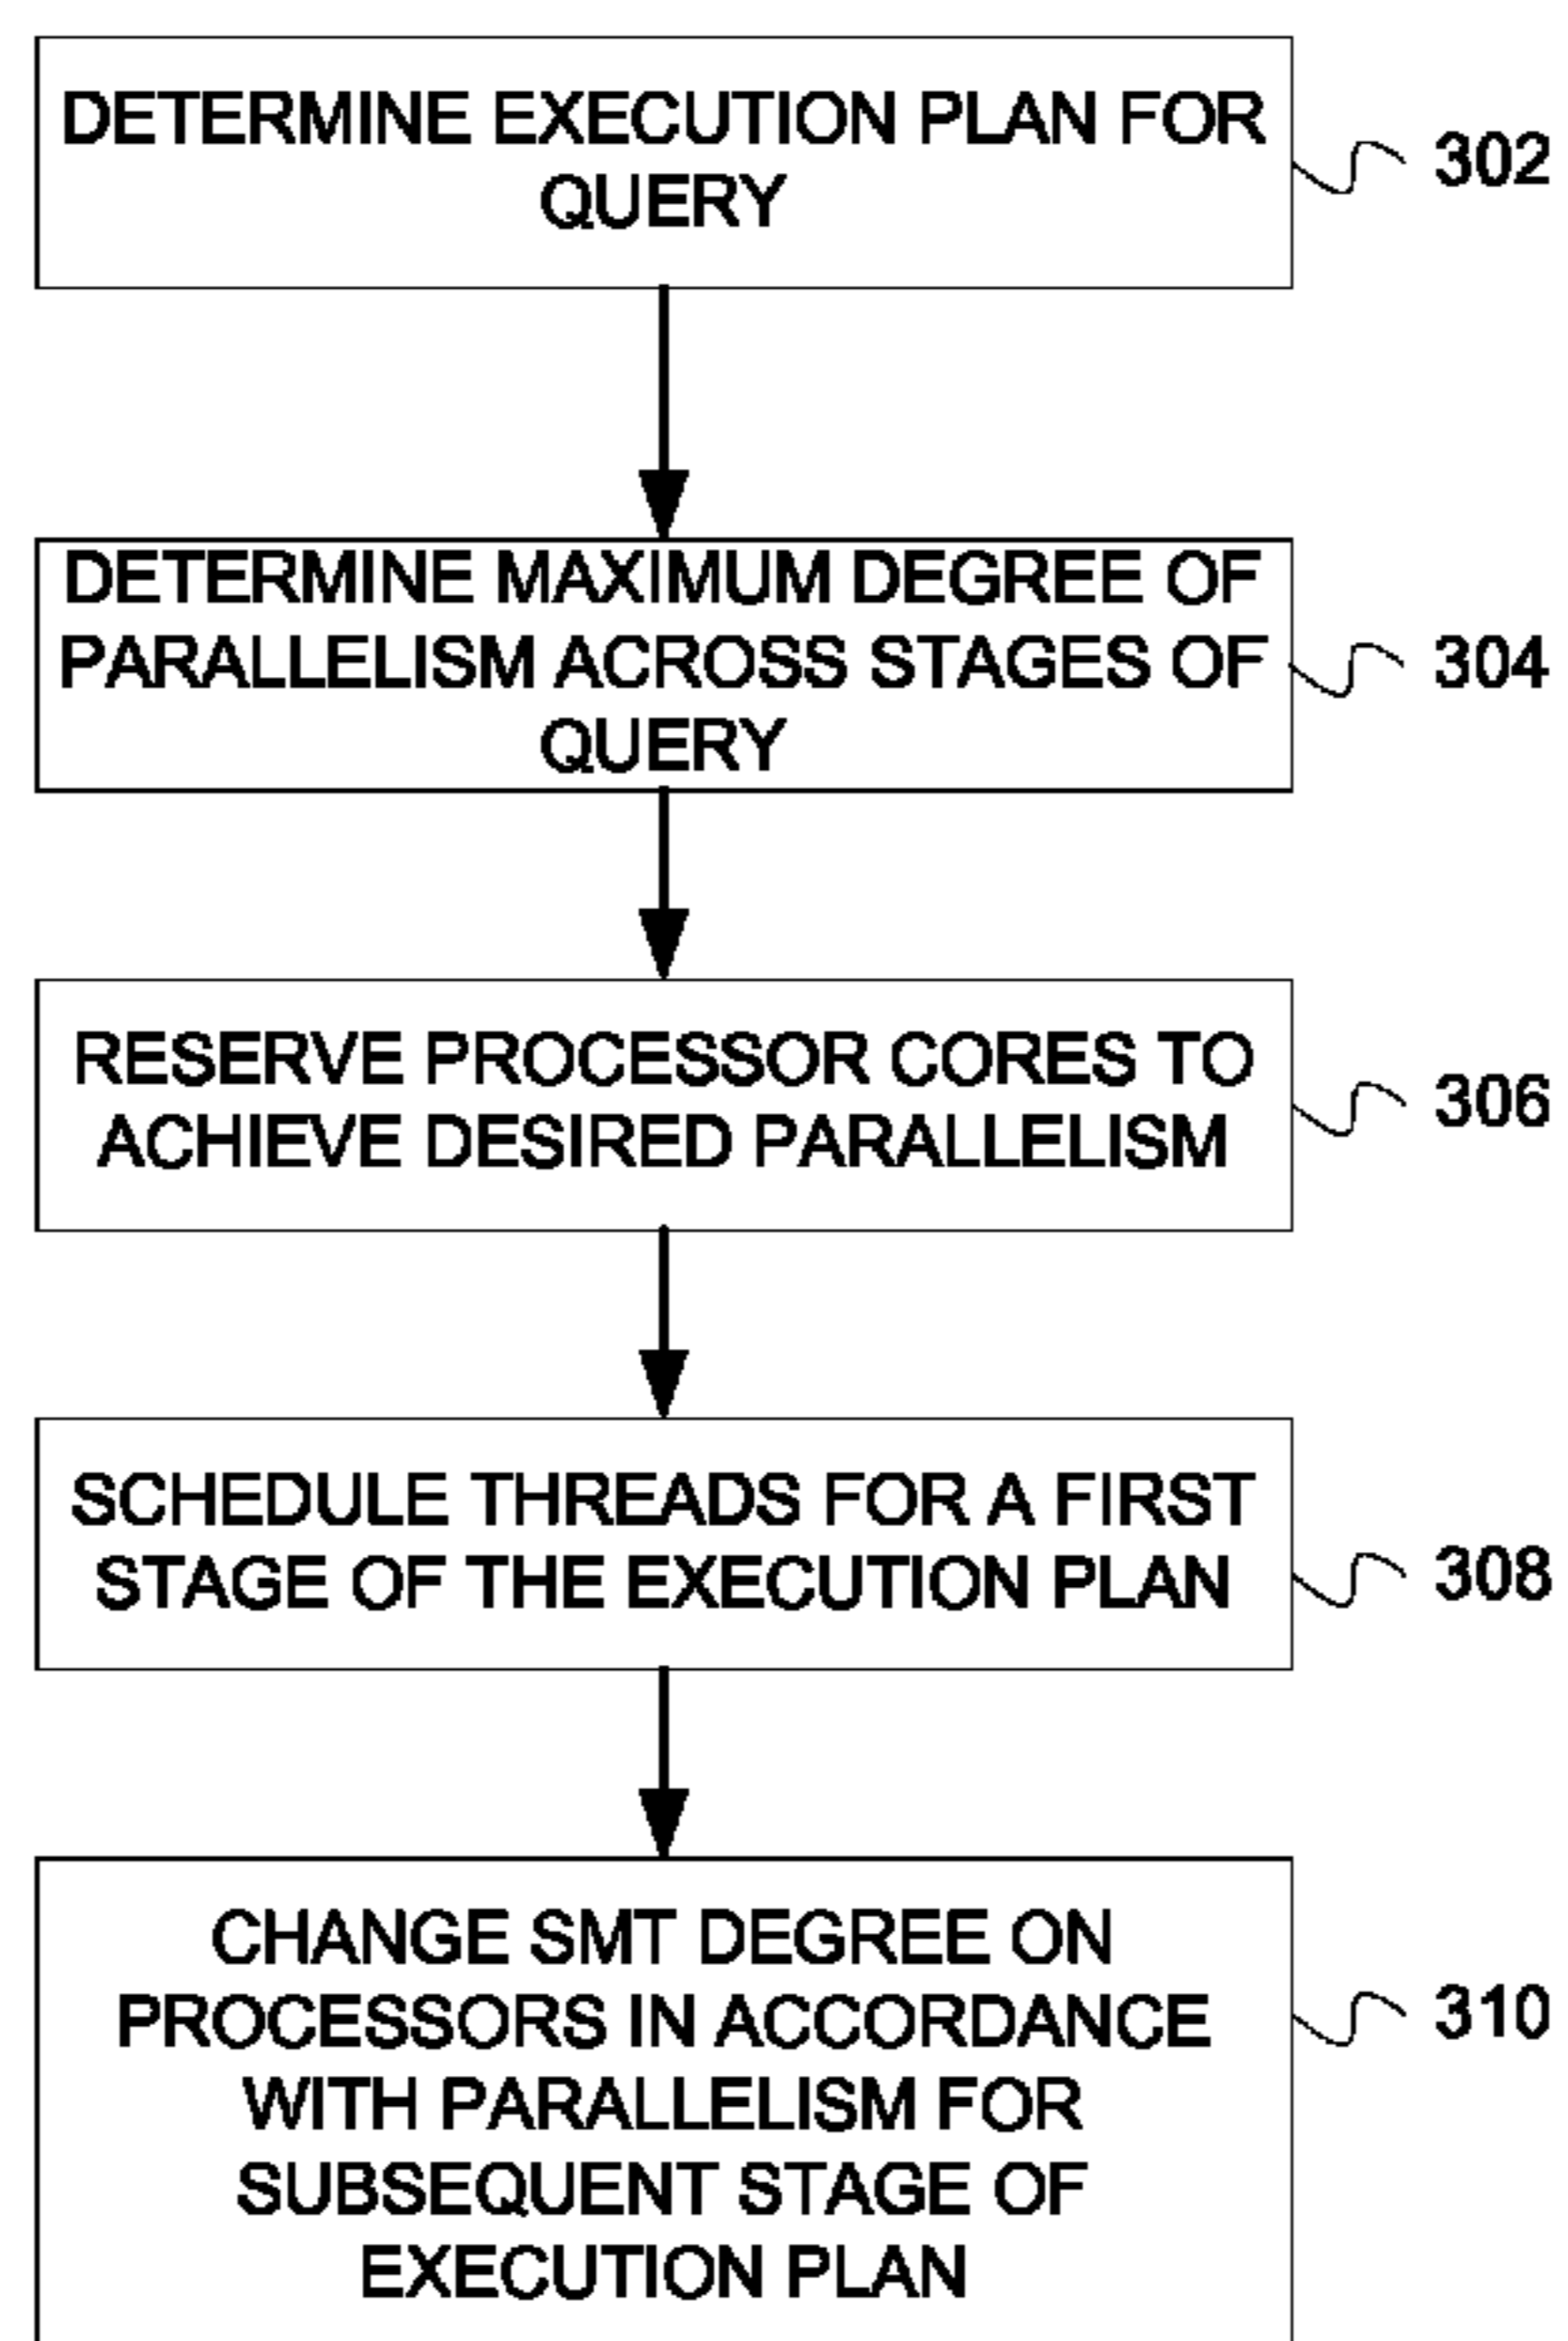 DETERMINE EXECUTION PLAN FOR
QUERY
302
DETERMINE MAXIMUM DEGREE OF
PARALLELISM ACROSS STAGES OF
QUERY
304
RESERVE PROCESSOR CORES TO
ACHIEVE DESIRED PARALLELISM
306
SCHEDULE THREADS FOR A FIRST
STAGE OF THE EXECUTION PLAN
308
CHANGE SMT DEGREE ON
PROCESSORS IN ACCORDANCE
WITH PARALLELISM FOR
SUBSEQUENT STAGE OF
EXECUTION PLAN
310